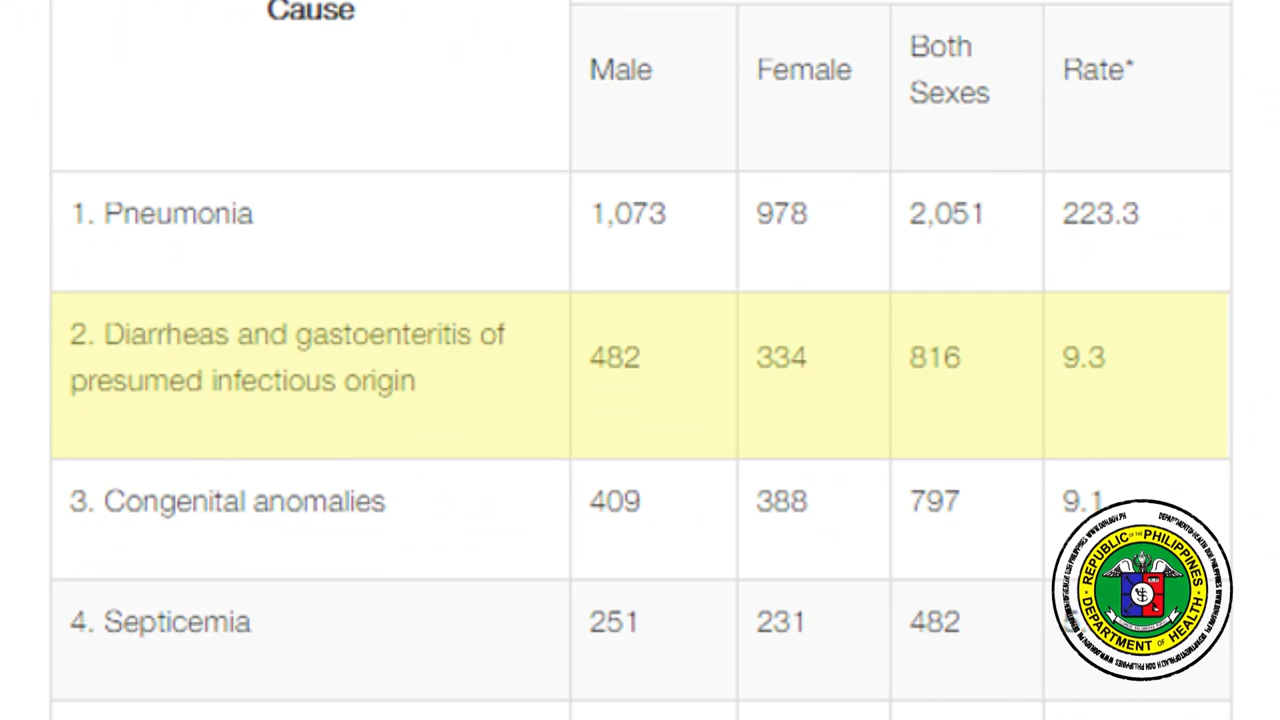 Cause
Male
Female
Both
Sexes
Rate*
1. Pneumonia
1,073
978
2,051
223.3
2. Diarrheas and gastoenteritis of
presumed infectious origin
482
334
816
9.3
3. Congenital anomalies
409
388
797
9.1
4. Septicemia
251
231
482
REPUBLIC OF THE PHILIPPINES
DEPARTMENT OF HEALTH